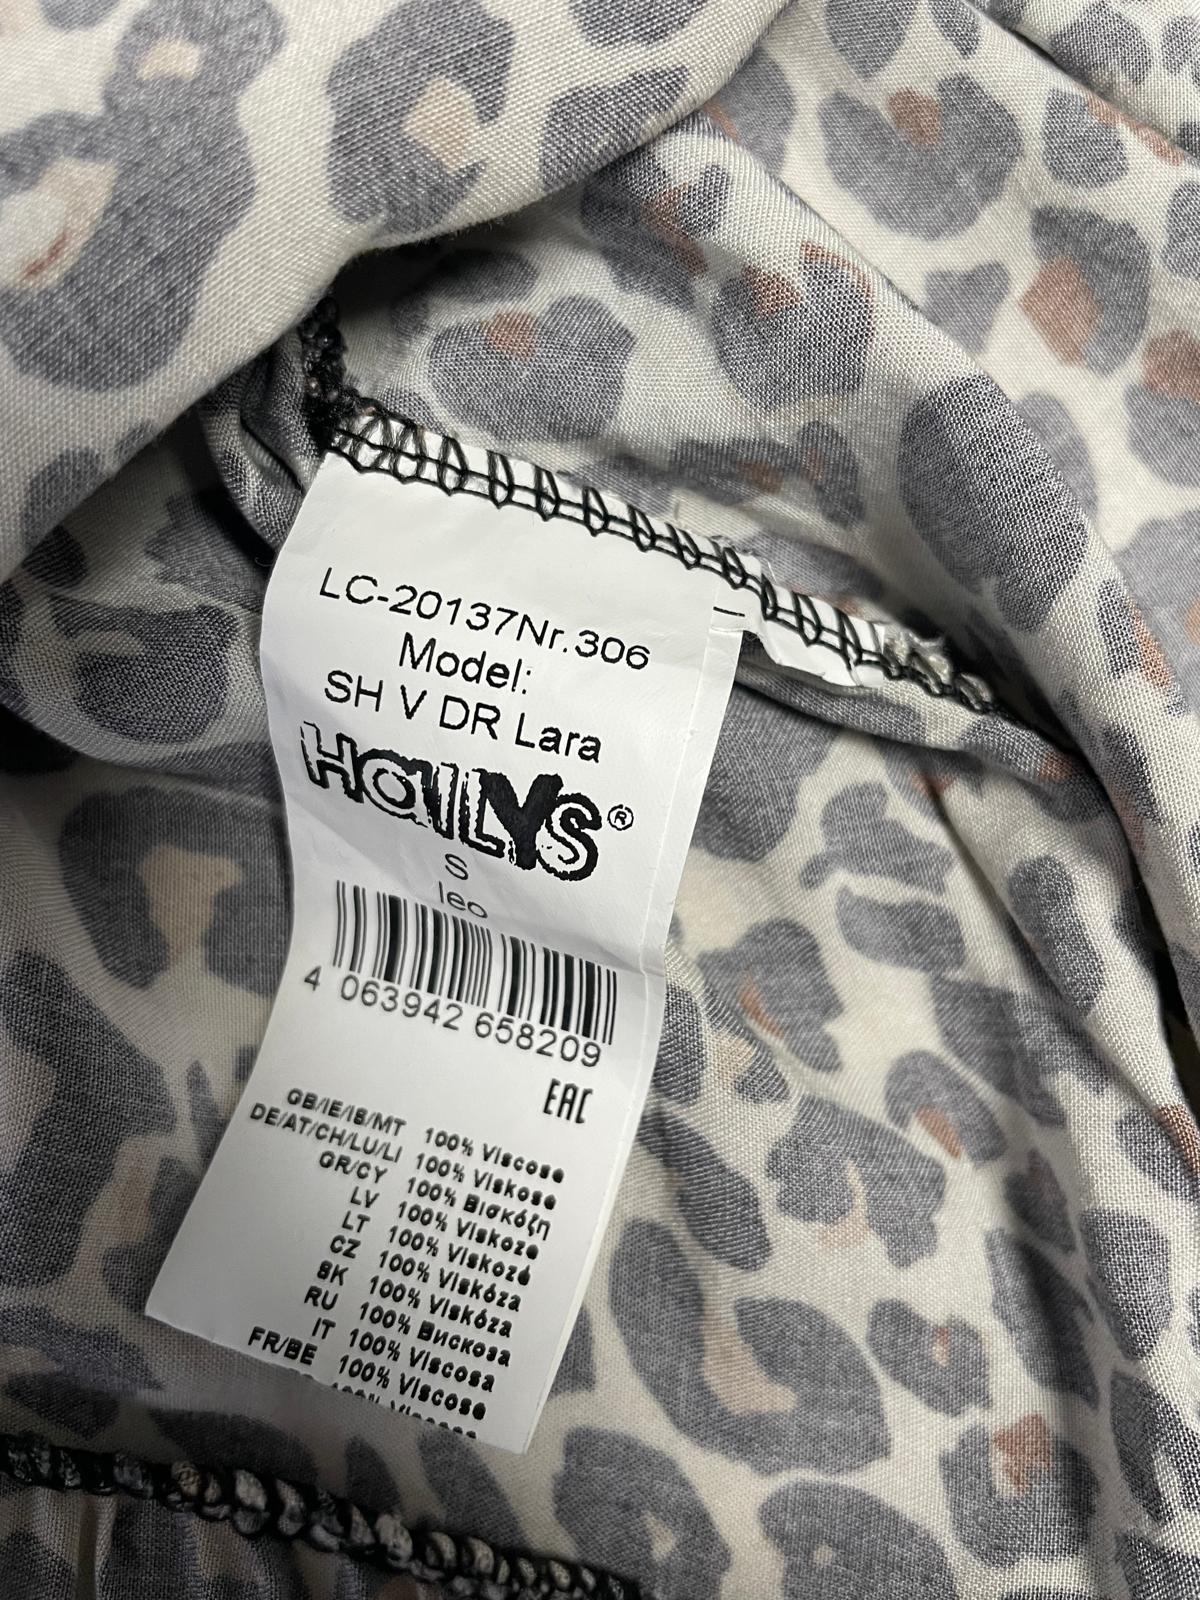 LC-20137Nr.306
Model:
SH V DR Lara
HaILYS®
S
leo
4 063942 658209
EAC
GB/IE/IS/MT 100% Viscose
DE/AT/CH/LU/LI 100% Viskose
GR/CY 100% Βισκόζη
LV 100% Viskoze
LT 100% Viskozė
CZ 100% Viskóza
SK 100% Viskóza
RU 100% Вискоза
IT 100% Viscosa
FR/BE 100% Viscose
100%